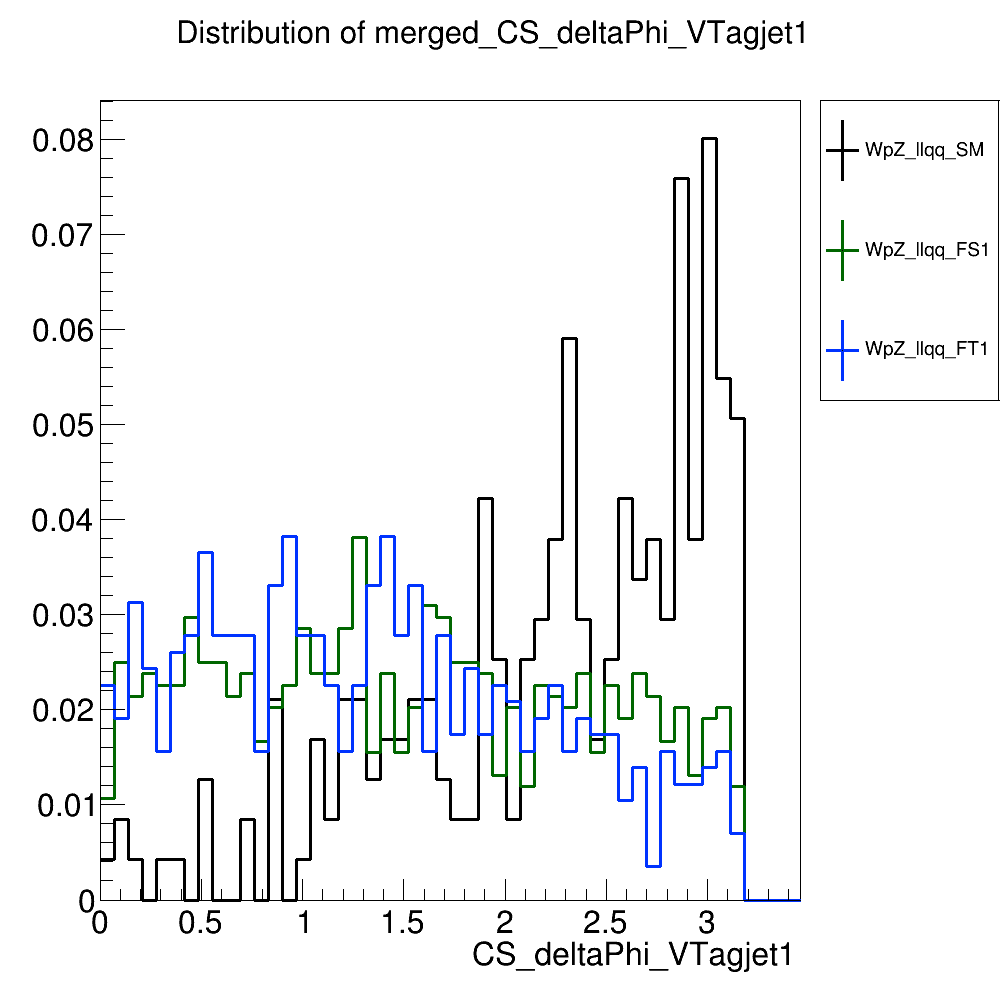 Distribution of merged_CS_deltaPhi_VTagjet1
0.08
0.07
0.06
0.05
0.04
0.03
0.02
0.01
0
0 0.5 1 1.5 2 2.5 3
CS_deltaPhi_VTagjet1
WpZ_llqq_SM
WpZ_llqq_FS1
WpZ_llqq_FT1